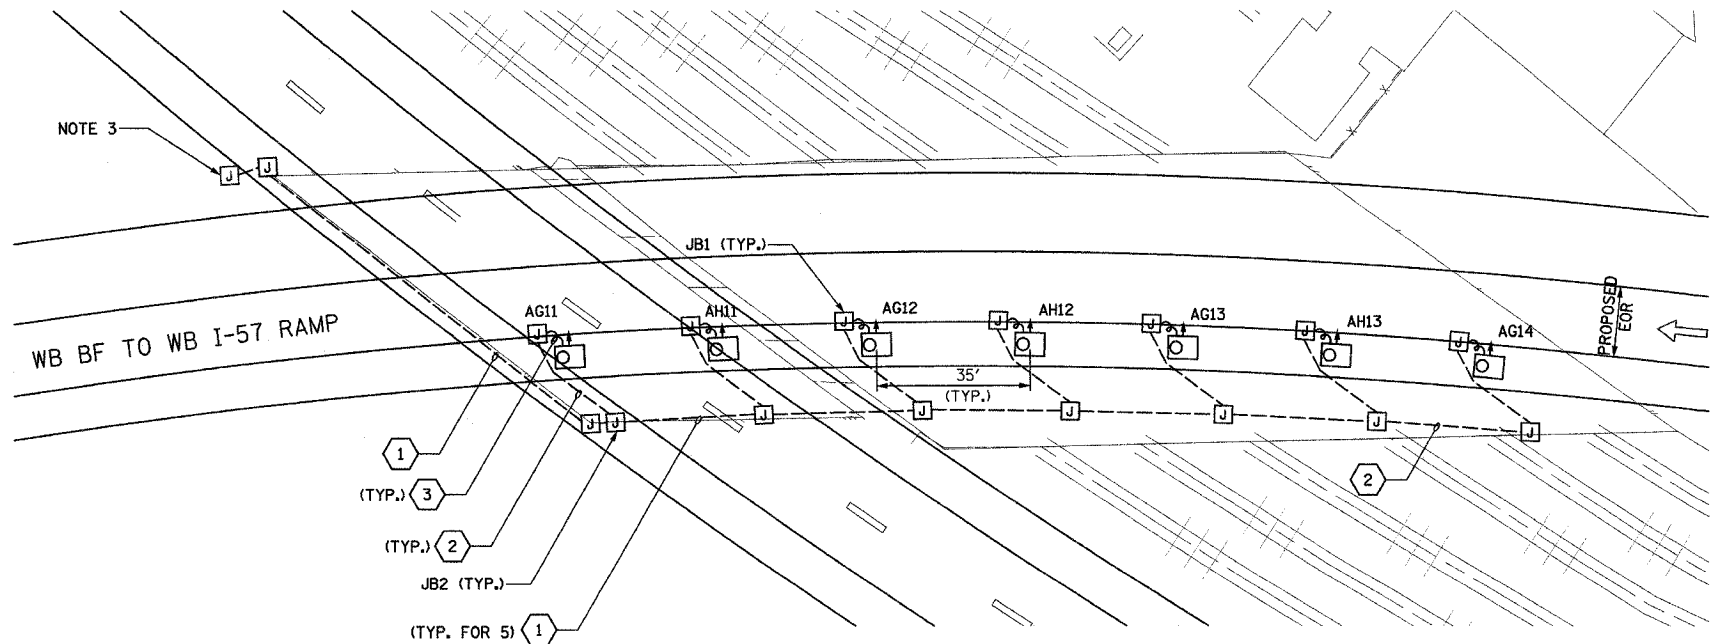 NOTE 3
J
J
JB1 (TYP.)
AG11
AH11
AG12
AH12
AG13
AH13
AG14
J
J
J
J
J
J
J
WB BF TO WB I-57 RAMP
PROPOSED
EOR
35'
(TYP.)
J
J
J
J
J
J
J
J
1
(TYP.) 3
2
(TYP.) 2
JB2 (TYP.)
(TYP. FOR 5) 1